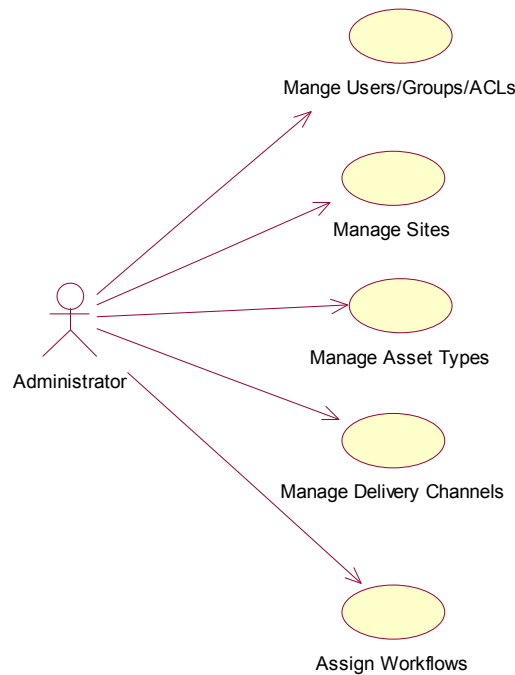 Mange Users/Groups/ACLs
Manage Sites
Manage Asset Types
Administrator
Manage Delivery Channels
Assign Workflows